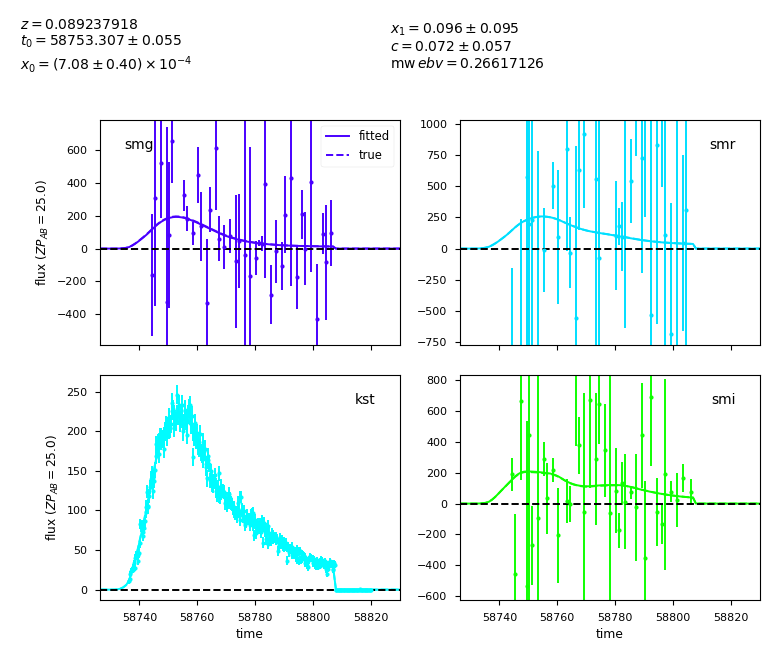 z = 0.089237918
t₀ = 58753.307 ± 0.055
x₀ = (7.08 ± 0.40) × 10⁻⁴
x₁ = 0.096 ± 0.095
c = 0.072 ± 0.057
mw ebv = 0.26617126
smg
fitted
true
600
400
200
0
−200
−400
flux (ZP_AB = 25.0)
smr
1000
750
500
250
0
−250
−500
−750
kst
250
200
150
100
50
0
flux (ZP_AB = 25.0)
58740 58760 58780 58800 58820
time
smi
800
600
400
200
0
−200
−400
−600
58740 58760 58780 58800 58820
time